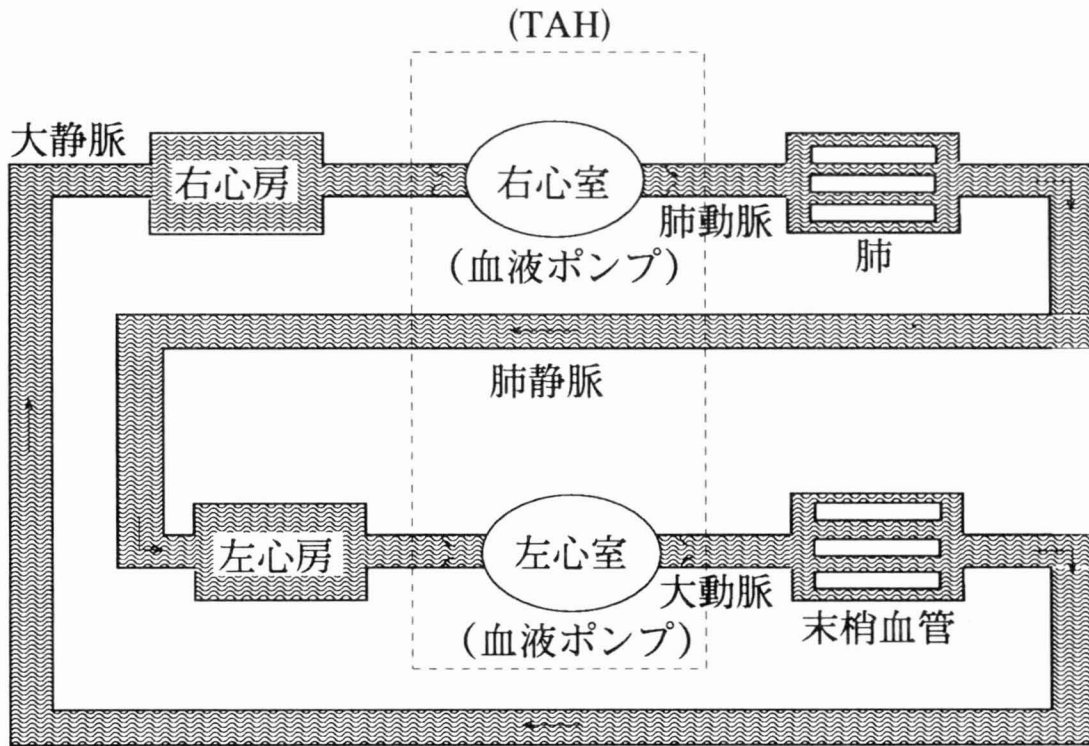 (TAH)
大静脈
右心房
右心室
肺動脈
(血液ポンプ)
肺
肺静脈
左心房
左心室
大動脈
(血液ポンプ)
末梢血管